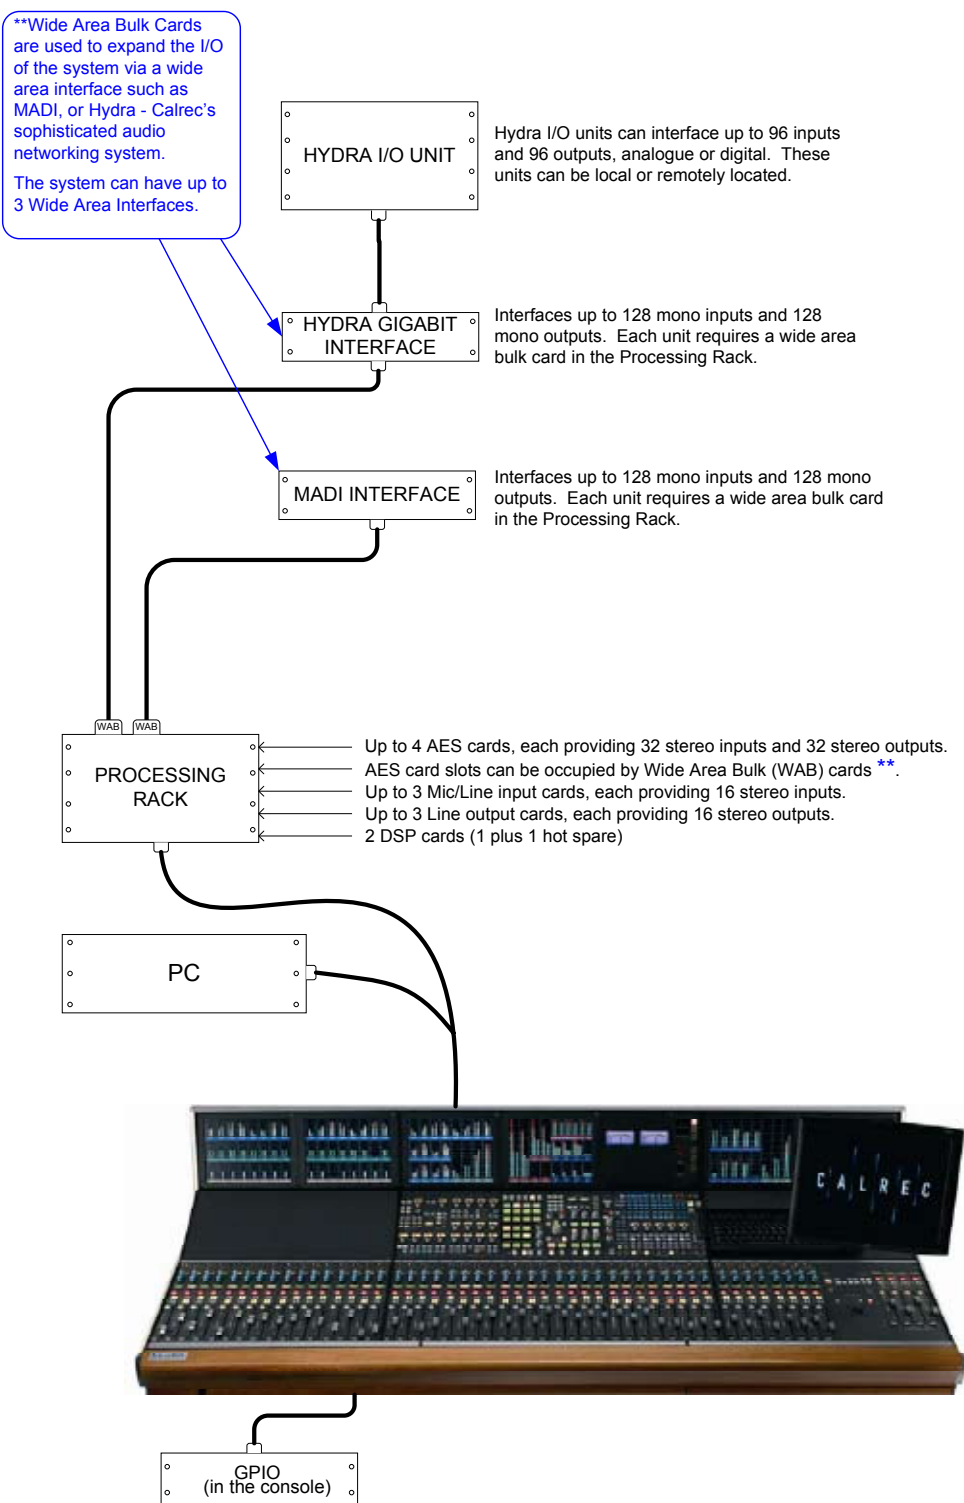 **Wide Area Bulk Cards
are used to expand the I/O
of the system via a wide
area interface such as
MADI, or Hydra - Calrec's
sophisticated audio
networking system.
The system can have up to
3 Wide Area Interfaces.
HYDRA I/O UNIT
Hydra I/O units can interface up to 96 inputs
and 96 outputs, analogue or digital.  These
units can be local or remotely located.
HYDRA GIGABIT
INTERFACE
Interfaces up to 128 mono inputs and 128
mono outputs.  Each unit requires a wide area
bulk card in the Processing Rack.
MADI INTERFACE
Interfaces up to 128 mono inputs and 128 mono
outputs.  Each unit requires a wide area bulk card
in the Processing Rack.
WAB
WAB
PROCESSING
RACK
Up to 4 AES cards, each providing 32 stereo inputs and 32 stereo outputs.
AES card slots can be occupied by Wide Area Bulk (WAB) cards **.
Up to 3 Mic/Line input cards, each providing 16 stereo inputs.
Up to 3 Line output cards, each providing 16 stereo outputs.
2 DSP cards (1 plus 1 hot spare)
PC
CALREC
GPIO
(in the console)